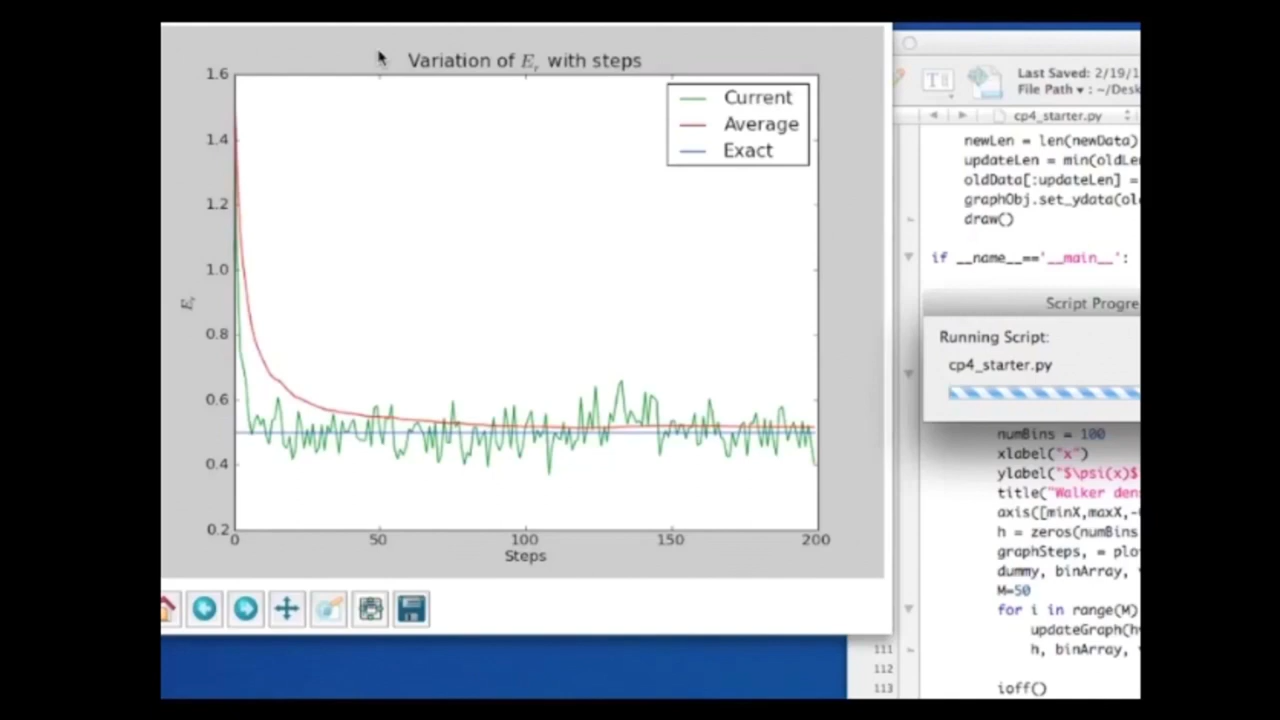 Variation of E_r with steps
1.6
1.4
1.2
1.0
0.8
0.6
0.4
0.2
E_r
0 50 100 150 200
Steps
Current
Average
Exact
Last Saved: 2/19/1
File Path ▾ : ~/Desk
cp4_starter.py
newLen = len(newData)
updateLen = min(oldLe
oldData[:updateLen] =
graphObj.set_ydata(ol
draw()
if __name__=='__main__':
Script Progre
Running Script:
cp4_starter.py
numBins = 100
xlabel("x")
ylabel("$\psi(x)$
title("Walker den
axis([minX,maxX,-
h = zeros(numBins
graphSteps, = plo
dummy, binArray,
M=50
for i in range(M)
updateGraph(h
111 h, binArray,
112
113 ioff()